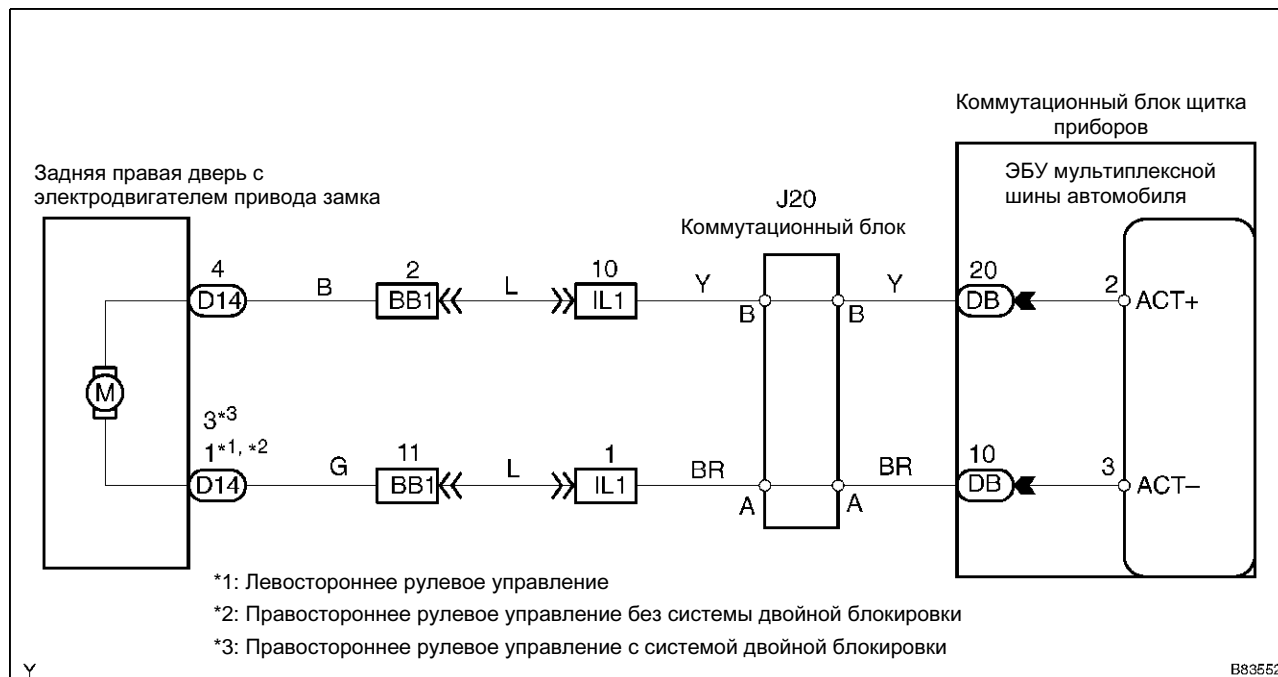 Коммутационный блок щитка
приборов
Задняя правая дверь с
электродвигателем привода замка
ЭБУ мультиплексной
шины автомобиля
J20
Коммутационный блок
4
D14
B
2
BB1
L
10
IL1
Y
B
B
Y
20
DB
2
ACT+
M
3*3
1*1, *2
D14
G
11
BB1
L
1
IL1
BR
A
A
BR
10
DB
3
ACT–
*1: Левостороннее рулевое управление
*2: Правостороннее рулевое управление без системы двойной блокировки
*3: Правостороннее рулевое управление с системой двойной блокировки
Y
B83552